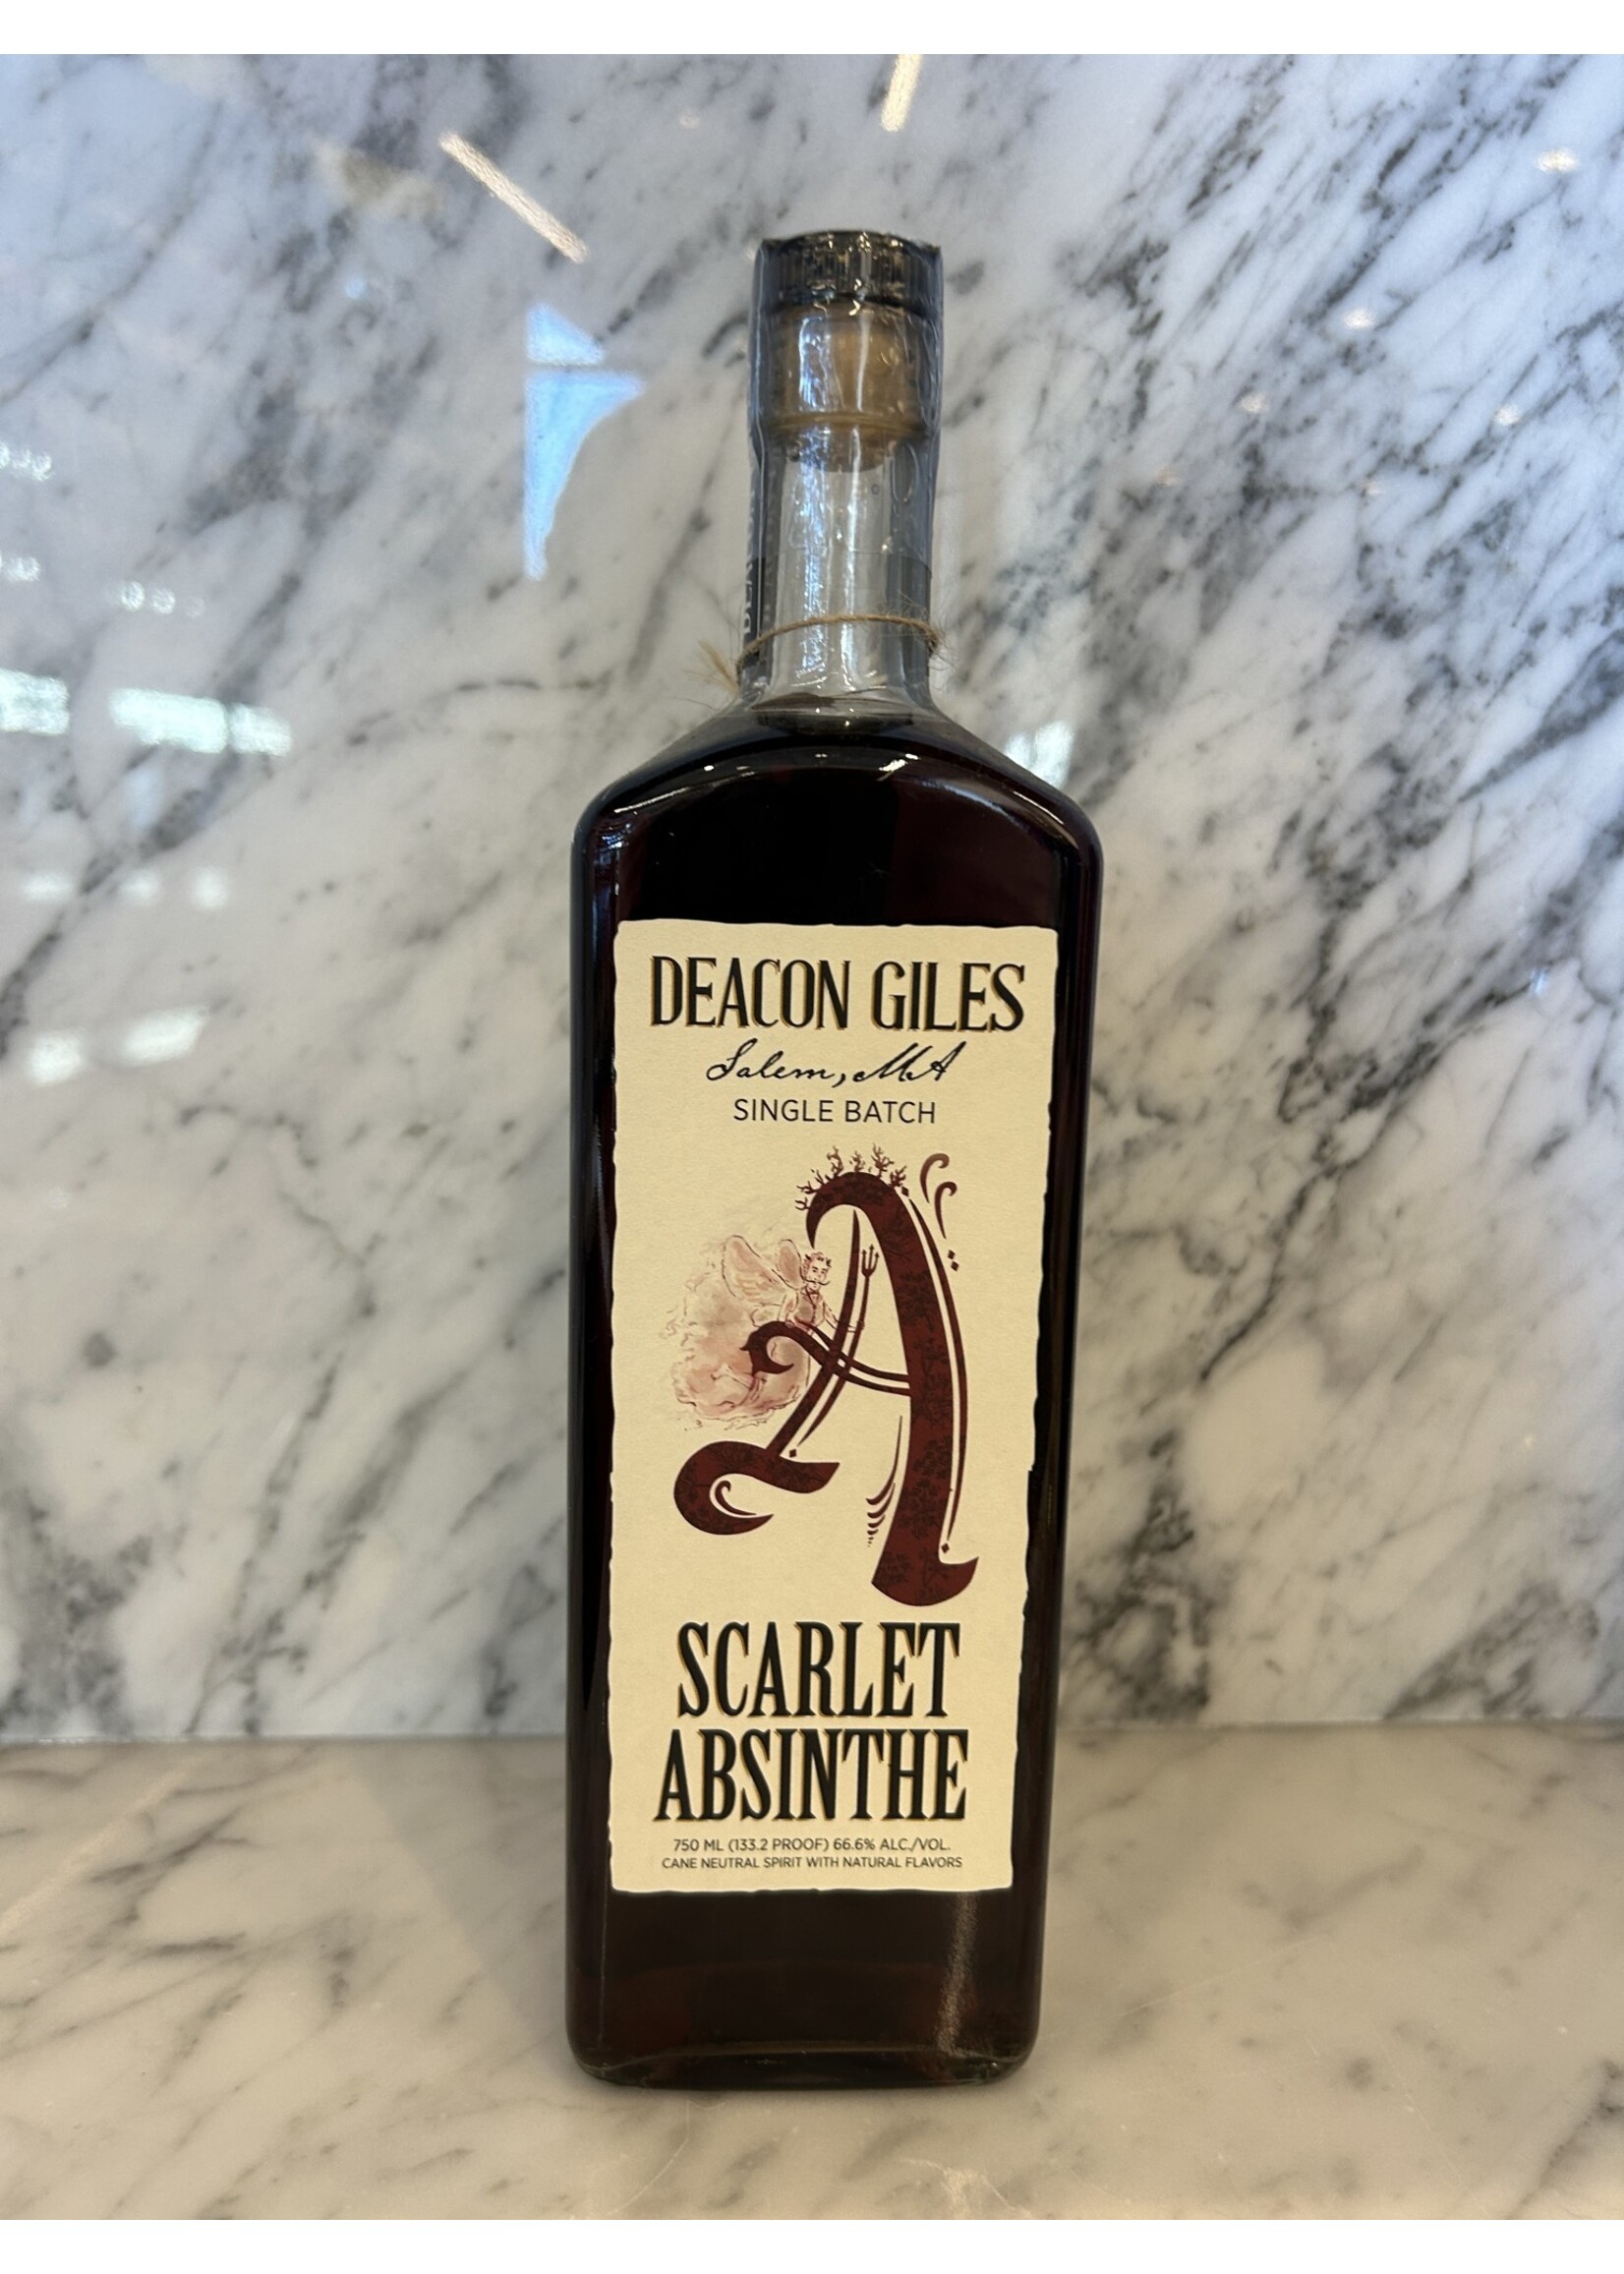 DEACON GILES
Salem, MA
SINGLE BATCH
A
SCARLET
ABSINTHE
750 ML (133.2 PROOF) 66.6% ALC./VOL.
CANE NEUTRAL SPIRIT WITH NATURAL FLAVORS